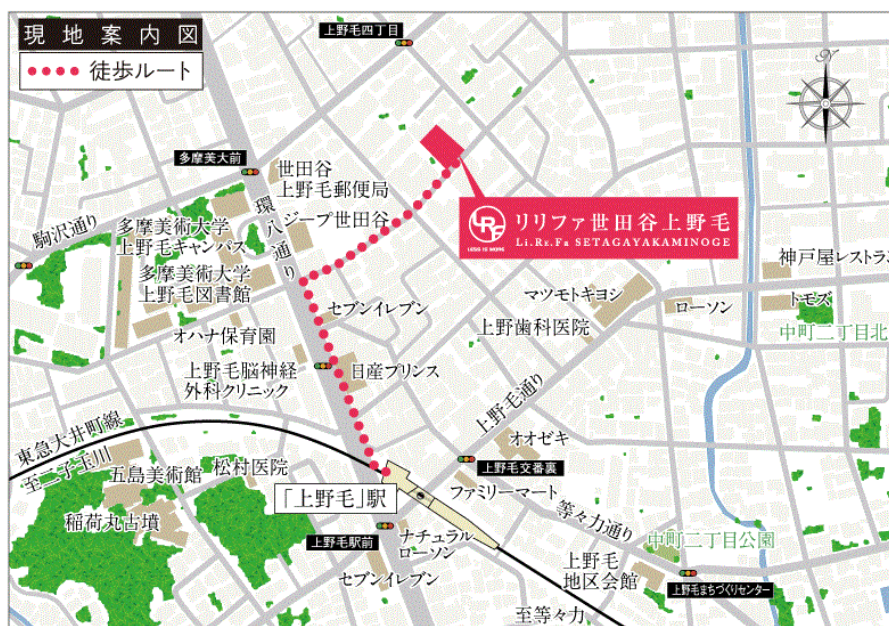 現地案内図
徒歩ルート
上野毛四丁目
N
多摩美大前
世田谷
上野毛郵便局
環八通り
ジープ世田谷
駒沢通り
多摩美術大学
上野毛キャンパス
多摩美術大学
上野毛図書館
LRF
LESS IS MORE
リリファ世田谷上野毛
Li.Re.Fa SETAGAYAKAMINOGE
神戸屋レストラン
マツモトキヨシ
ローソン
トモズ
セブンイレブン
上野歯科医院
中町二丁目北
オハナ保育園
上野毛脳神経
外科クリニック
日産プリンス
上野毛通り
東急大井町線
至二子玉川
オオゼキ
五島美術館
松村医院
上野毛交番裏
「上野毛」駅
ファミリーマート
稲荷丸古墳
等々力通り
上野毛駅前
ナチュラル
ローソン
中町二丁目公園
セブンイレブン
上野毛
地区会館
上野毛まちづくりセンター
至等々力